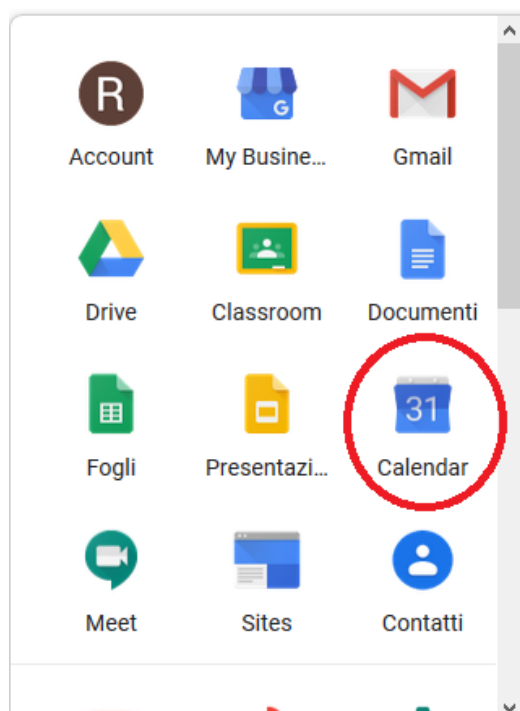 R
G
Account My Busine... Gmail
Drive Classroom Documenti
31
Fogli Presentazi... Calendar
Meet Sites Contatti